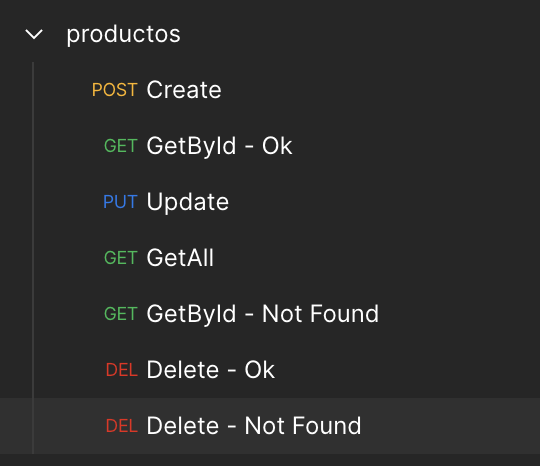 productos
POST Create
GET GetById - Ok
PUT Update
GET GetAll
GET GetById - Not Found
DEL Delete - Ok
DEL Delete - Not Found